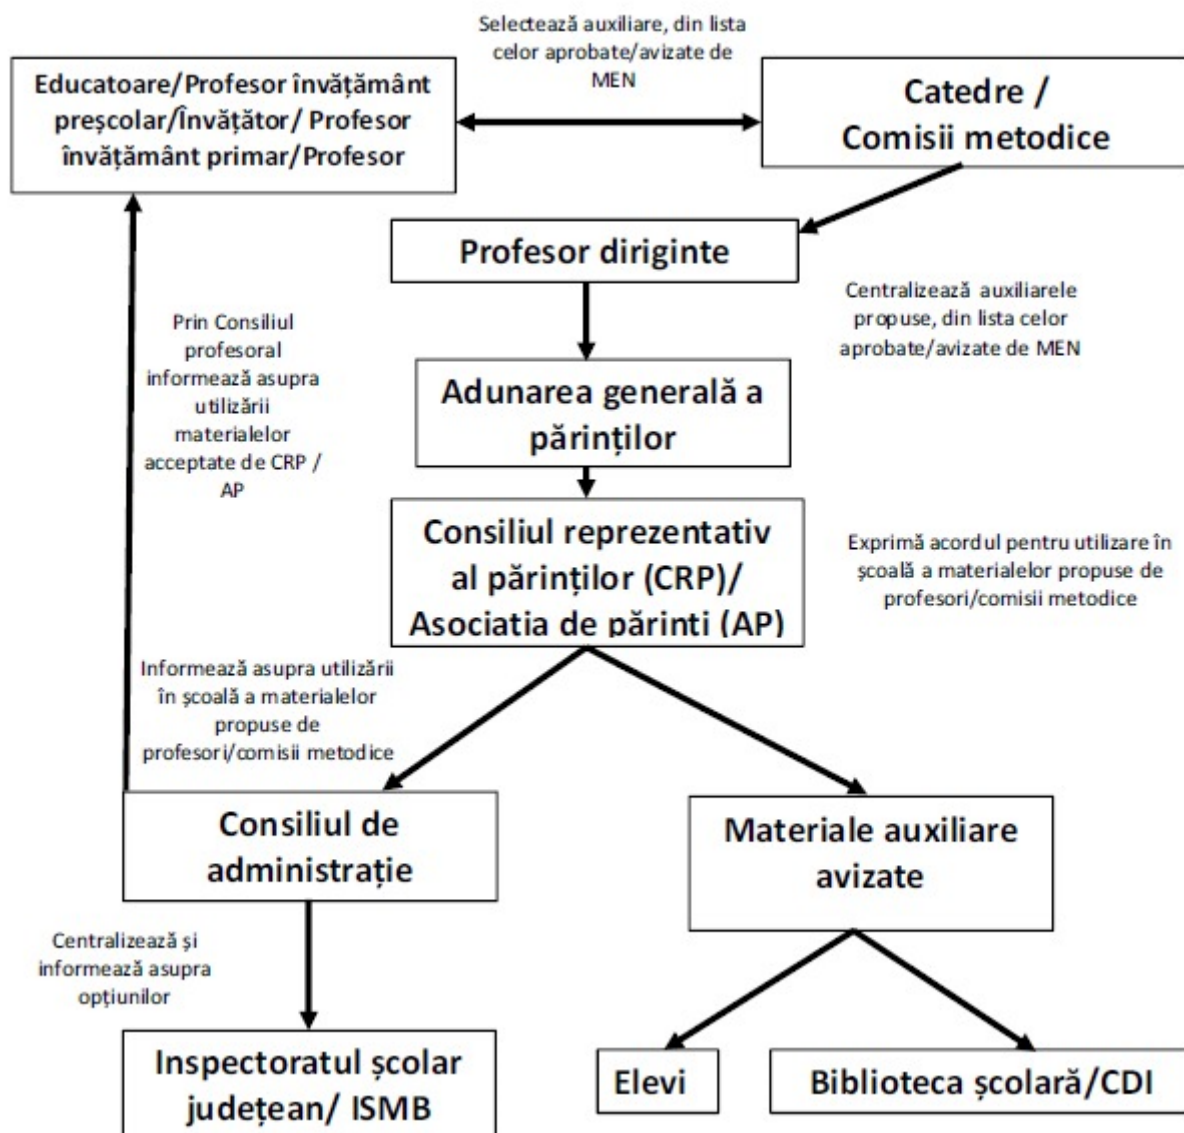 Selectează auxiliare, din lista
celor aprobate/avizate de
MEN
Educatoare/Profesor învățământ
preșcolar/Învățător/ Profesor
învățământ primar/Profesor
Catedre /
Comisii metodice
Profesor diriginte
Centralizează auxiliarele
propuse, din lista celor
aprobate/avizate de MEN
Prin Consiliul
profesoral
informează asupra
utilizării
materialelor
acceptate de CRP /
AP
Adunarea generală a
părinților
Consiliul reprezentativ
al părinților (CRP)/
Asociatia de părinti (AP)
Exprimă acordul pentru utilizare în
școală a materialelor propuse de
profesori/comisii metodice
Informează asupra utilizării
în școală a materialelor
propuse de
profesori/comisii metodice
Consiliul de
administrație
Materiale auxiliare
avizate
Centralizează și
informează asupra
opțiunilor
Inspectoratul școlar
județean/ ISMB
Elevi
Biblioteca școlară/CDI